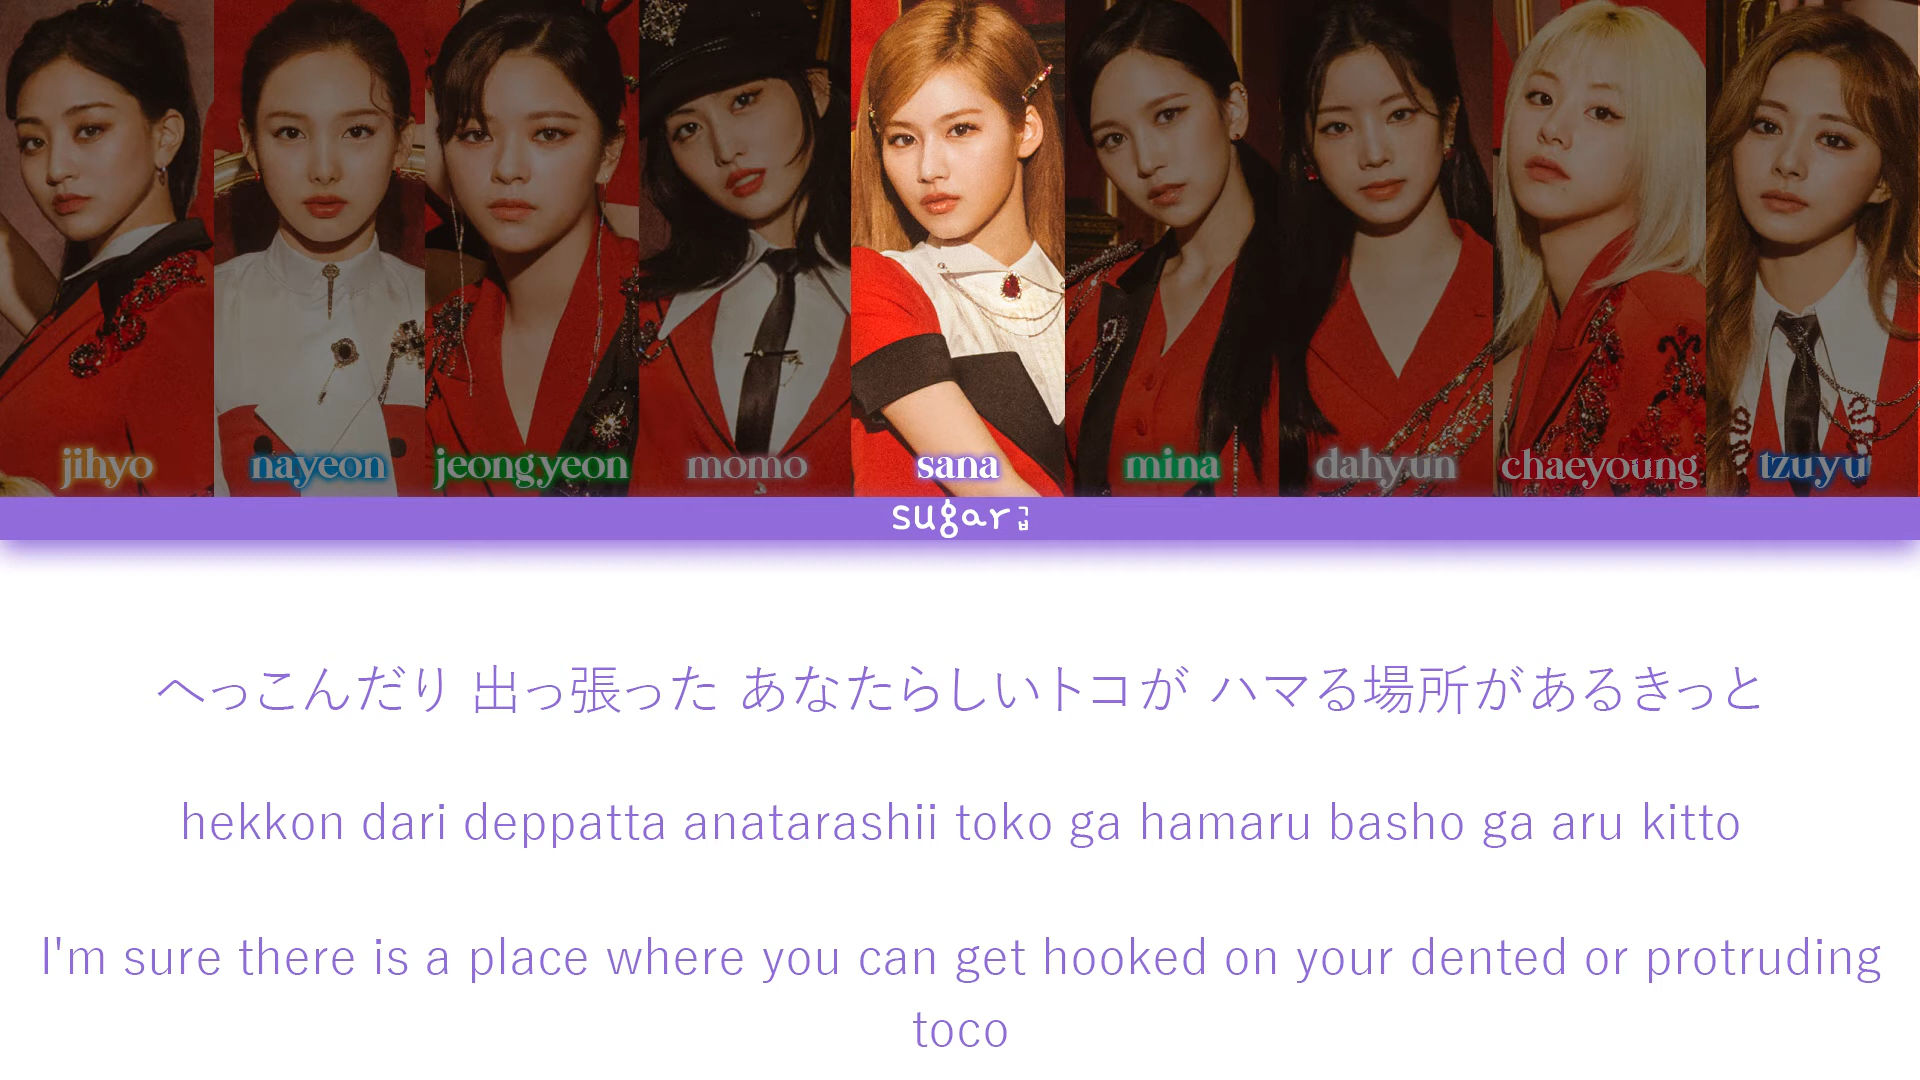 jihyo nayeon jeongyeon momo sana mina dahyun chaeyoung tzuyu
sugar
へっこんだり 出っ張った あなたらしいトコが ハマる場所があるきっと
hekkon dari deppatta anatarashii toko ga hamaru basho ga aru kitto
I'm sure there is a place where you can get hooked on your dented or protruding
toco